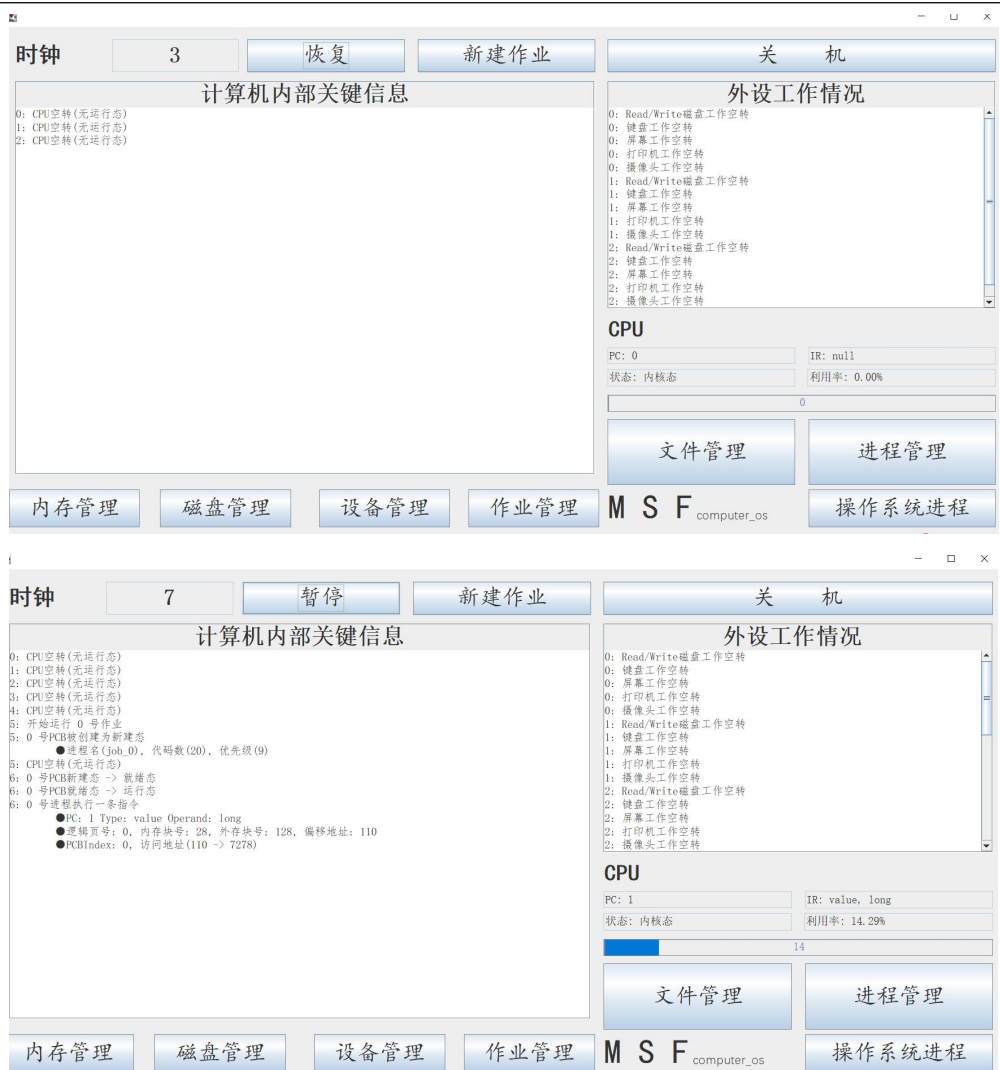 时钟 3 恢复 新建作业 关 机
计算机内部关键信息
0: CPU空转(无运行态)
1: CPU空转(无运行态)
2: CPU空转(无运行态)
外设工作情况
0: Read/Write磁盘工作空转
0: 键盘工作空转
0: 屏幕工作空转
0: 打印机工作空转
0: 摄像头工作空转
1: Read/Write磁盘工作空转
1: 键盘工作空转
1: 屏幕工作空转
1: 打印机工作空转
1: 摄像头工作空转
2: Read/Write磁盘工作空转
2: 键盘工作空转
2: 屏幕工作空转
2: 打印机工作空转
2: 摄像头工作空转
CPU
PC: 0 IR: null
状态: 内核态 利用率: 0.00%
0
文件管理 进程管理
内存管理 磁盘管理 设备管理 作业管理 M S F computer_os 操作系统进程
时钟 7 暂停 新建作业 关 机
计算机内部关键信息
0: CPU空转(无运行态)
1: CPU空转(无运行态)
2: CPU空转(无运行态)
3: CPU空转(无运行态)
4: CPU空转(无运行态)
5: 开始运行 0 号作业
5: 0 号PCB被创建为新建态
●进程名(job_0), 代码数(20), 优先级(9)
5: CPU空转(无运行态)
6: 0 号PCB新建态 -> 就绪态
6: 0 号PCB就绪态 -> 运行态
6: 0 号进程执行一条指令
●PC: 1 Type: value Operand: long
●逻辑页号: 0, 内存块号: 28, 外存块号: 128, 偏移地址: 110
●PCBIndex: 0, 访问地址(110 -> 7278)
外设工作情况
0: Read/Write磁盘工作空转
0: 键盘工作空转
0: 屏幕工作空转
0: 打印机工作空转
0: 摄像头工作空转
1: Read/Write磁盘工作空转
1: 键盘工作空转
1: 屏幕工作空转
1: 打印机工作空转
1: 摄像头工作空转
2: Read/Write磁盘工作空转
2: 键盘工作空转
2: 屏幕工作空转
2: 打印机工作空转
2: 摄像头工作空转
CPU
PC: 1 IR: value, long
状态: 内核态 利用率: 14.29%
14
文件管理 进程管理
内存管理 磁盘管理 设备管理 作业管理 M S F computer_os 操作系统进程